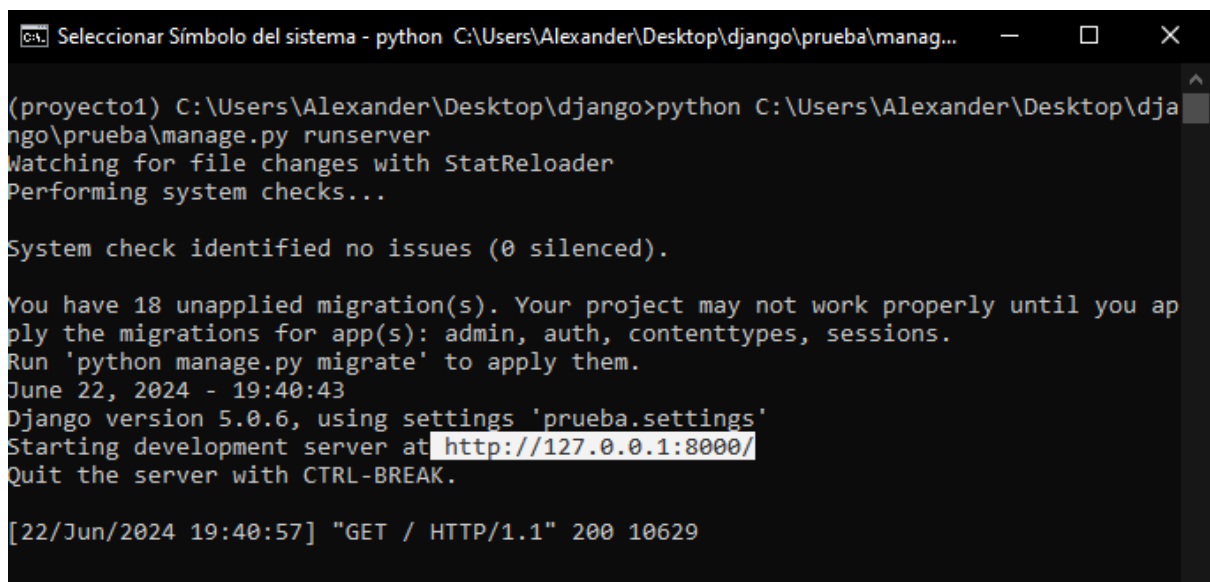 Seleccionar Símbolo del sistema - python C:\Users\Alexander\Desktop\django\prueba\manag...
(proyecto1) C:\Users\Alexander\Desktop\django>python C:\Users\Alexander\Desktop\dja
ngo\prueba\manage.py runserver
Watching for file changes with StatReloader
Performing system checks...
System check identified no issues (0 silenced).
You have 18 unapplied migration(s). Your project may not work properly until you ap
ply the migrations for app(s): admin, auth, contenttypes, sessions.
Run 'python manage.py migrate' to apply them.
June 22, 2024 - 19:40:43
Django version 5.0.6, using settings 'prueba.settings'
Starting development server at http://127.0.0.1:8000/
Quit the server with CTRL-BREAK.
[22/Jun/2024 19:40:57] "GET / HTTP/1.1" 200 10629